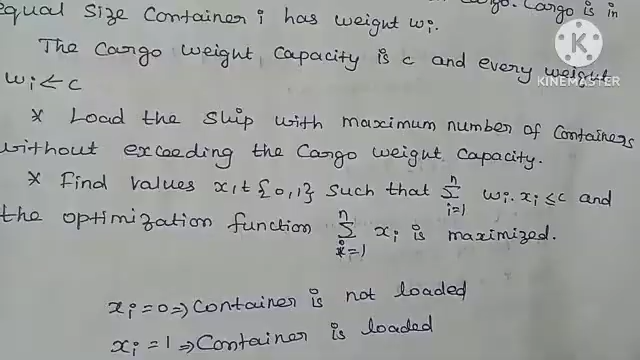 Cargo. Cargo is in
equal size container i has weight wi.
The cargo weight capacity is c and every weight
wi ≤ c
* Load the ship with maximum number of containers
without exceeding the cargo weight capacity.
* Find values x,t {0,1} such that n∑i=1 wi.xi ≤ c and
the optimization function n∑i=1 xi is maximized.
xi = 0 => Container is not loaded
xi = 1 => Container is loaded
K
KINEMASTER